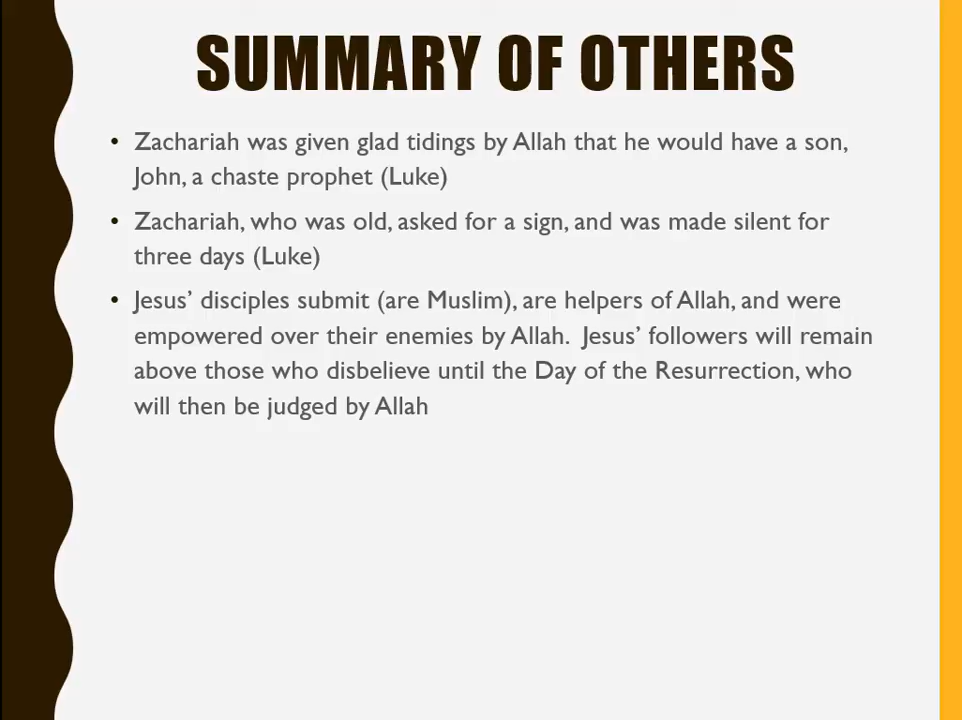 SUMMARY OF OTHERS
• Zachariah was given glad tidings by Allah that he would have a son,
John, a chaste prophet (Luke)
• Zachariah, who was old, asked for a sign, and was made silent for
three days (Luke)
• Jesus’ disciples submit (are Muslim), are helpers of Allah, and were
empowered over their enemies by Allah.  Jesus’ followers will remain
above those who disbelieve until the Day of the Resurrection, who
will then be judged by Allah